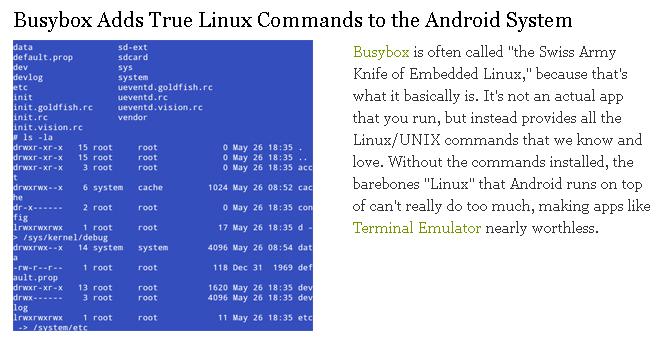 Busybox Adds True Linux Commands to the Android System
data sd-ext
default.prop sdcard
dev sys
devlog system
etc ueventd.goldfish.rc
init ueventd.rc
init.goldfish.rc ueventd.vision.rc
init.rc vendor
init.vision.rc
# ls -la
drwxr-xr-x 15 root root 0 May 26 18:35 .
drwxr-xr-x 15 root root 0 May 26 18:35 ..
drwxr-xr-x 3 root root 0 May 26 18:35 acc
t
drwxrwx--x 6 system cache 1024 May 26 08:52 cac
he
dr-x------ 2 root root 0 May 26 18:35 con
fig
lrwxrwxrwx 1 root root 17 May 26 18:35 d -
> /sys/kernel/debug
drwxrwx--x 14 system system 4096 May 26 08:54 dat
a
-rw-r--r-- 1 root root 118 Dec 31 1969 def
ault.prop
drwxr-xr-x 13 root root 1620 May 26 18:35 dev
drwx------ 3 root root 4096 May 26 18:35 dev
log
lrwxrwxrwx 1 root root 11 May 26 18:35 etc
-> /system/etc
Busybox is often called "the Swiss Army
Knife of Embedded Linux," because that's
what it basically is. It's not an actual app
that you run, but instead provides all the
Linux/UNIX commands that we know and
love. Without the commands installed, the
barebones "Linux" that Android runs on top
of can't really do too much, making apps like
Terminal Emulator nearly worthless.